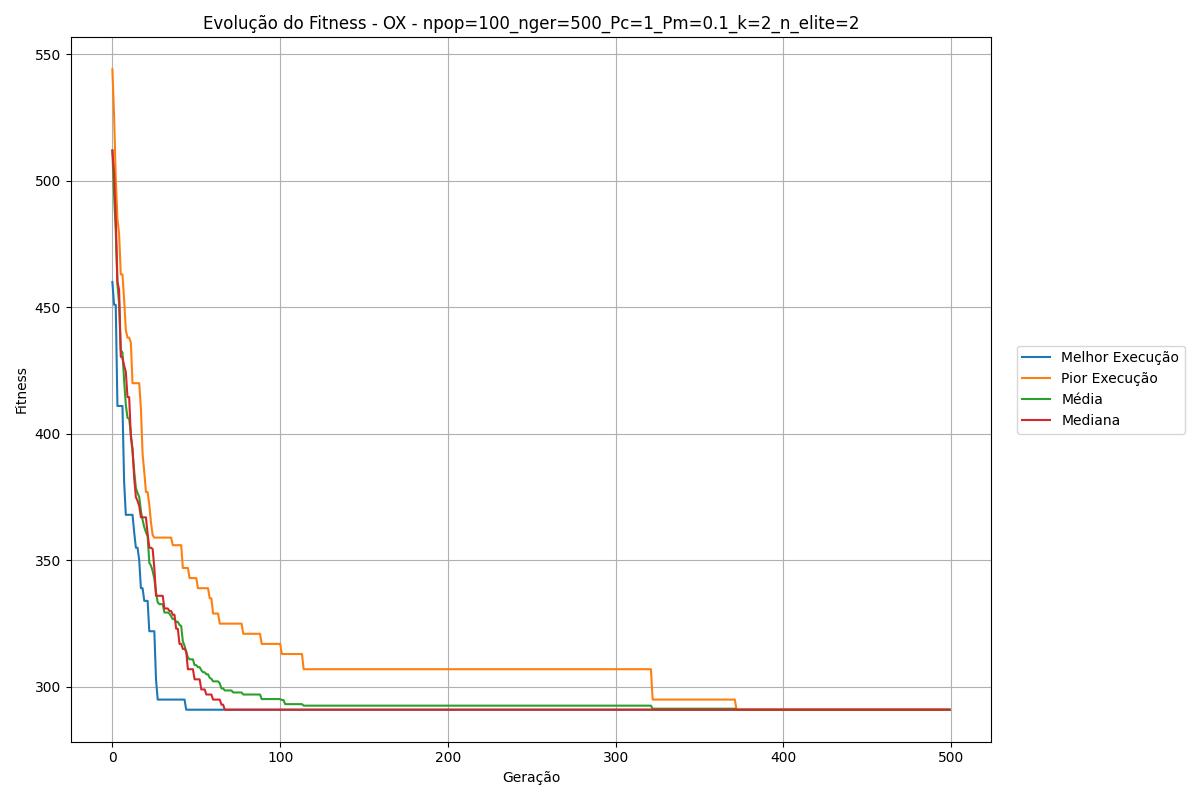 Evolução do Fitness - OX - npop=100_nger=500_Pc=1_Pm=0.1_k=2_n_elite=2
550
500
450
400
350
300
Fitness
0
100
200
300
400
500
Geração
Melhor Execução
Pior Execução
Média
Mediana